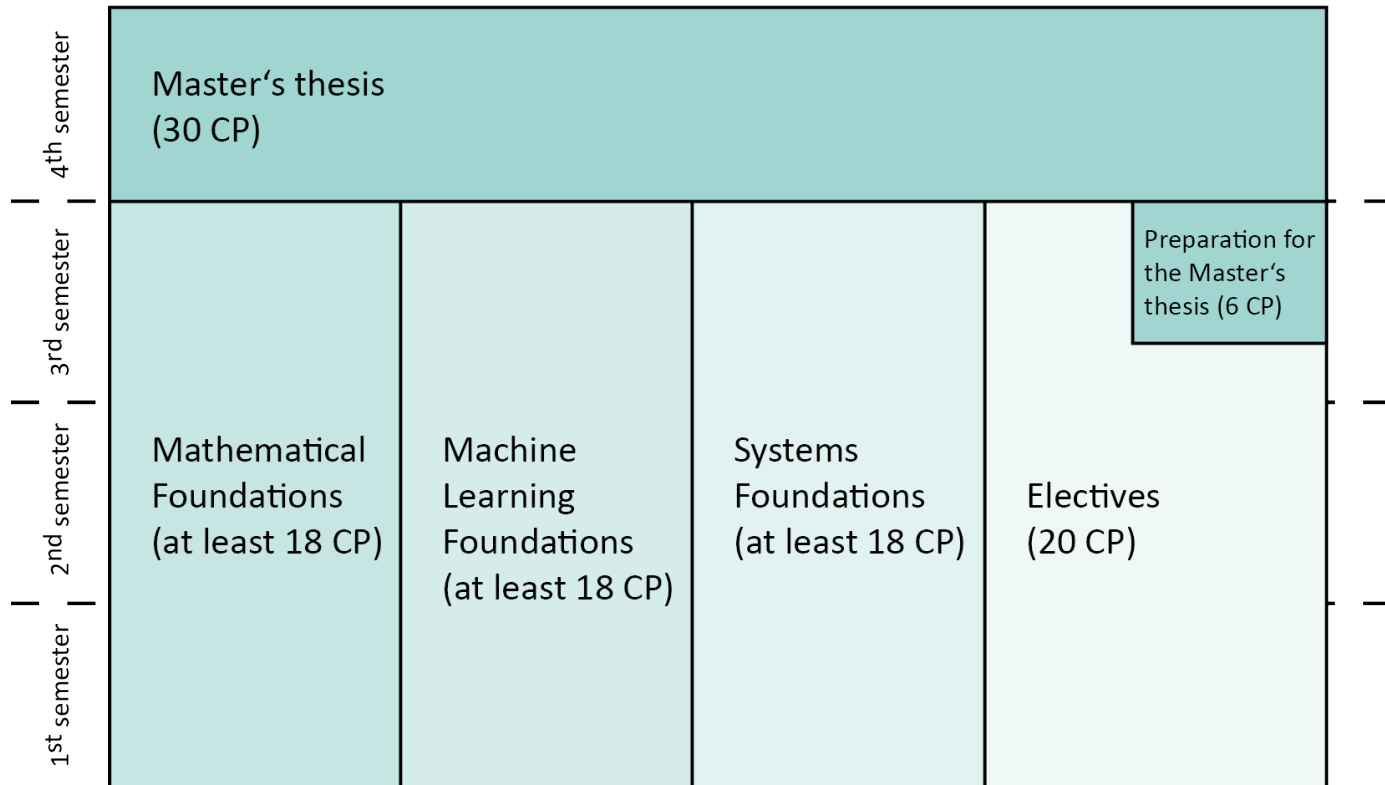 4th semester
Master‘s thesis
(30 CP)
3rd semester
Preparation for
the Master‘s
thesis (6 CP)
2nd semester
Mathematical
Foundations
(at least 18 CP)
Machine
Learning
Foundations
(at least 18 CP)
Systems
Foundations
(at least 18 CP)
Electives
(20 CP)
1st semester